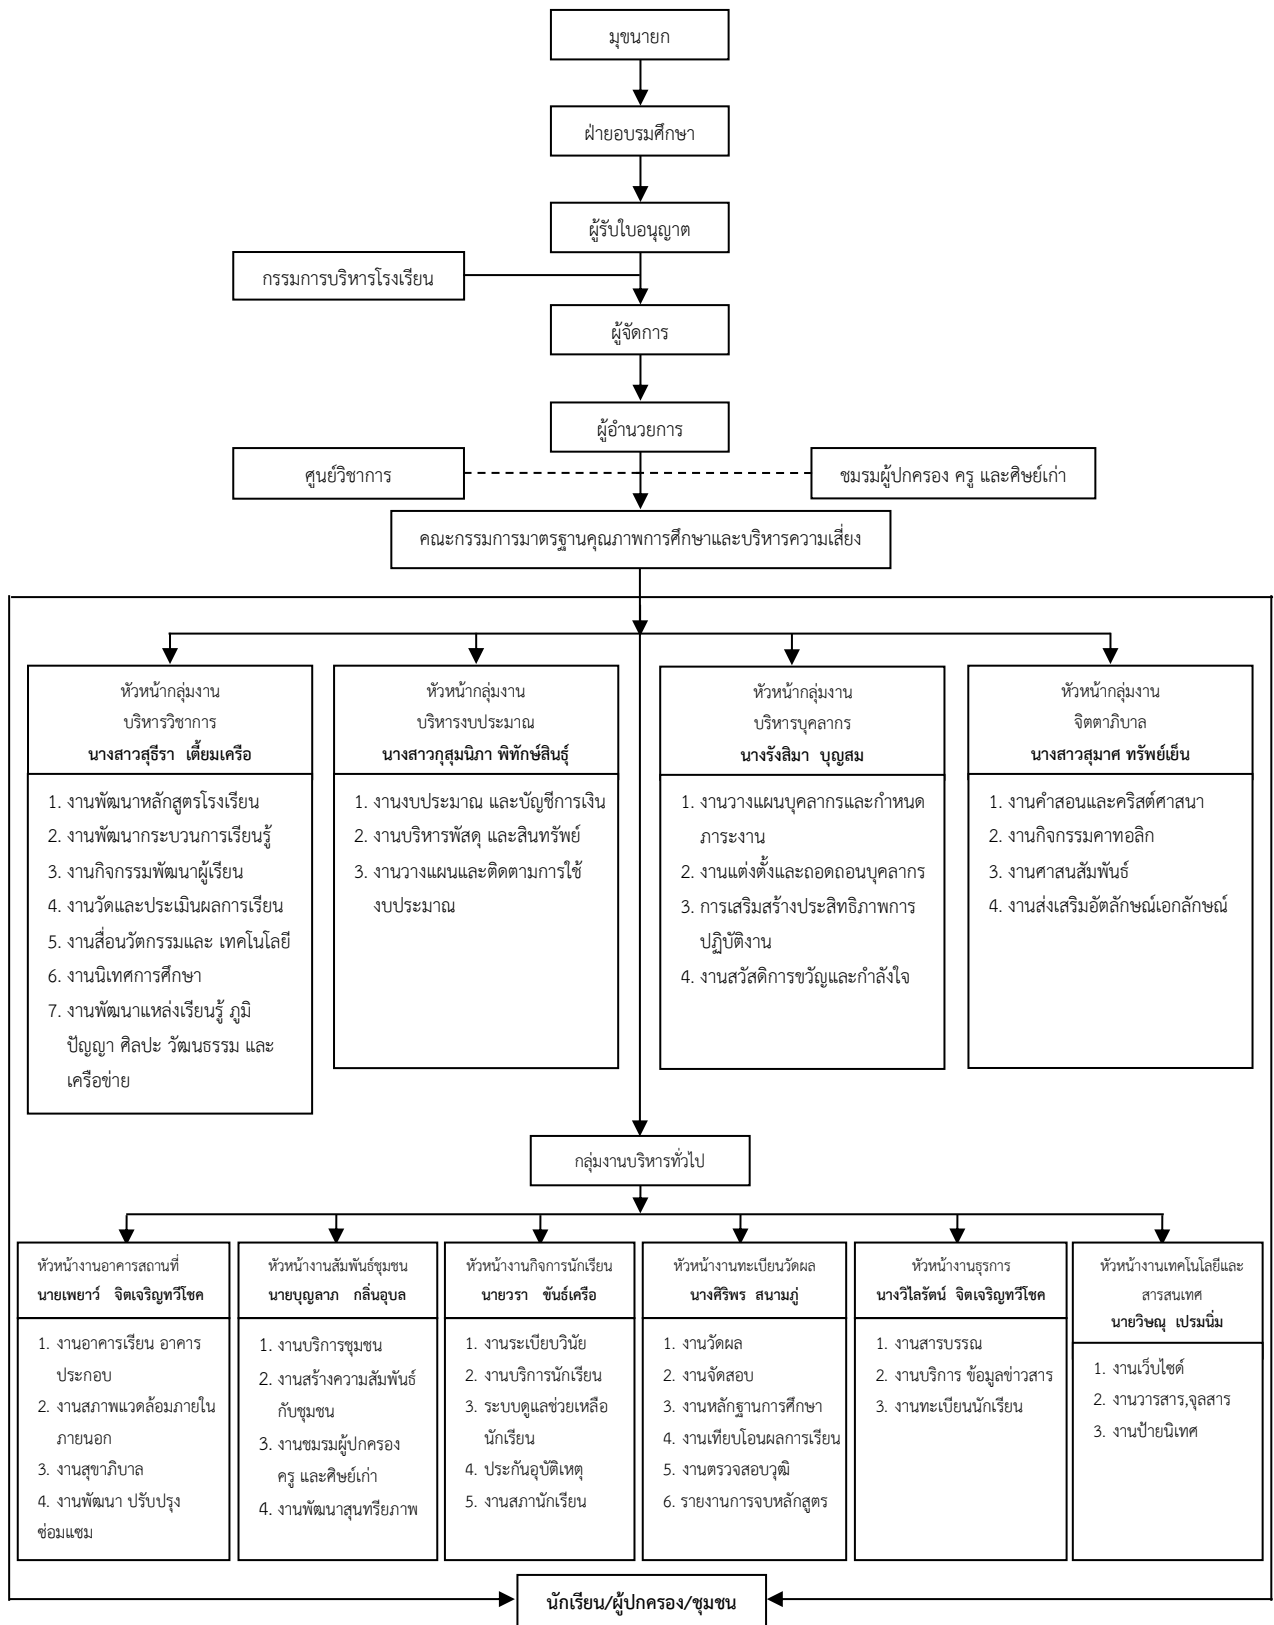 มุขนายก
ฝ่ายอบรมศึกษา
ผู้รับใบอนุญาต
กรรมการบริหารโรงเรียน
ผู้จัดการ
ผู้อำนวยการ
ศูนย์วิชาการ
ชมรมผู้ปกครอง ครู และศิษย์เก่า
คณะกรรมการมาตรฐานคุณภาพการศึกษาและบริหารความเสี่ยง
หัวหน้ากลุ่มงาน
บริหารวิชาการ
นางสาวสุธีรา เตี้ยมเครือ
1. งานพัฒนาหลักสูตรโรงเรียน
2. งานพัฒนากระบวนการเรียนรู้
3. งานกิจกรรมพัฒนาผู้เรียน
4. งานวัดและประเมินผลการเรียน
5. งานสื่อนวัตกรรมและ เทคโนโลยี
6. งานนิเทศการศึกษา
7. งานพัฒนาแหล่งเรียนรู้ ภูมิ
ปัญญา ศิลปะ วัฒนธรรม และ
เครือข่าย
หัวหน้ากลุ่มงาน
บริหารงบประมาณ
นางสาวกุสุมนิภา พิทักษ์สินธุ์
1. งานงบประมาณ และบัญชีการเงิน
2. งานบริหารพัสดุ และสินทรัพย์
3. งานวางแผนและติดตามการใช้
งบประมาณ
หัวหน้ากลุ่มงาน
บริหารบุคลากร
นางรังสิมา บุญสม
1. งานวางแผนบุคลากรและกำหนด
ภาระงาน
2. งานแต่งตั้งและถอดถอนบุคลากร
3. การเสริมสร้างประสิทธิภาพการ
ปฏิบัติงาน
4. งานสวัสดิการขวัญและกำลังใจ
หัวหน้ากลุ่มงาน
จิตตาภิบาล
นางสาวสุมาศ ทรัพย์เย็น
1. งานคำสอนและคริสต์ศาสนา
2. งานกิจกรรมคาทอลิก
3. งานศาสนสัมพันธ์
4. งานส่งเสริมอัตลักษณ์เอกลักษณ์
กลุ่มงานบริหารทั่วไป
หัวหน้างานอาคารสถานที่
นายเพยาว์ จิตเจริญทวีโชค
1. งานอาคารเรียน อาคาร
ประกอบ
2. งานสภาพแวดล้อมภายใน
ภายนอก
3. งานสุขาภิบาล
4. งานพัฒนา ปรับปรุง
ซ่อมแซม
หัวหน้างานสัมพันธ์ชุมชน
นายบุญลาภ กลิ่นอุบล
1. งานบริการชุมชน
2. งานสร้างความสัมพันธ์
กับชุมชน
3. งานชมรมผู้ปกครอง
ครู และศิษย์เก่า
4. งานพัฒนาสุนทรียภาพ
หัวหน้างานกิจการนักเรียน
นายวรา ขันธ์เครือ
1. งานระเบียบวินัย
2. งานบริการนักเรียน
3. ระบบดูแลช่วยเหลือ
นักเรียน
4. ประกันอุบัติเหตุ
5. งานสภานักเรียน
หัวหน้างานทะเบียนวัดผล
นางศิริพร สนามภู่
1. งานวัดผล
2. งานจัดสอบ
3. งานหลักฐานการศึกษา
4. งานเทียบโอนผลการเรียน
5. งานตรวจสอบวุฒิ
6. รายงานการจบหลักสูตร
หัวหน้างานธุรการ
นางวิไลรัตน์ จิตเจริญทวีโชค
1. งานสารบรรณ
2. งานบริการ ข้อมูลข่าวสาร
3. งานทะเบียนนักเรียน
หัวหน้างานเทคโนโลยีและ
สารสนเทศ
นายวิษณุ เปรมนิ่ม
1. งานเว็บไซด์
2. งานวารสาร,จุลสาร
3. งานป้ายนิเทศ
นักเรียน/ผู้ปกครอง/ชุมชน